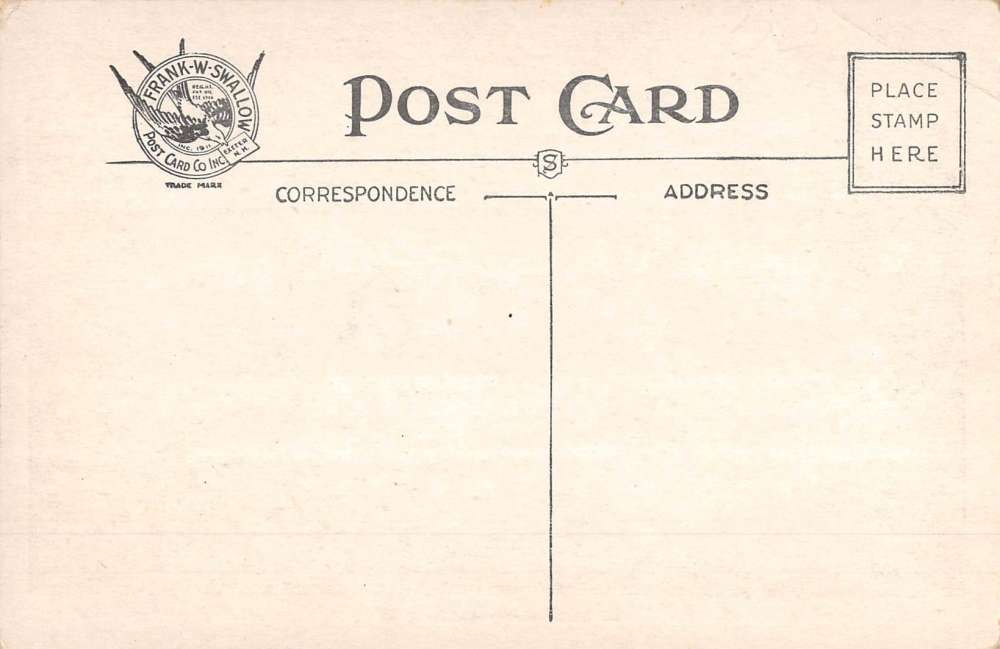 FRANK-W-SWALLOW
POST CARD CO INC.
INC. 1911
EXETER
N.H.
TRADE MARK
POST CARD
S
PLACE
STAMP
HERE
CORRESPONDENCE
ADDRESS